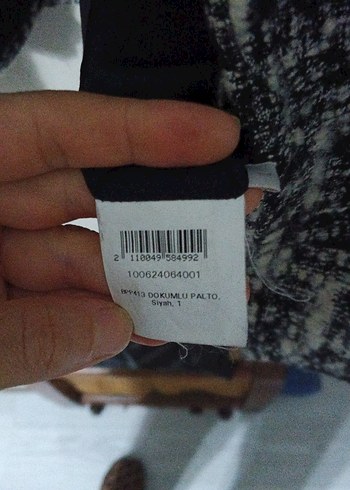 2 110049 584992
100624064001
DOKUMLU PALTO,
Siyah, 1